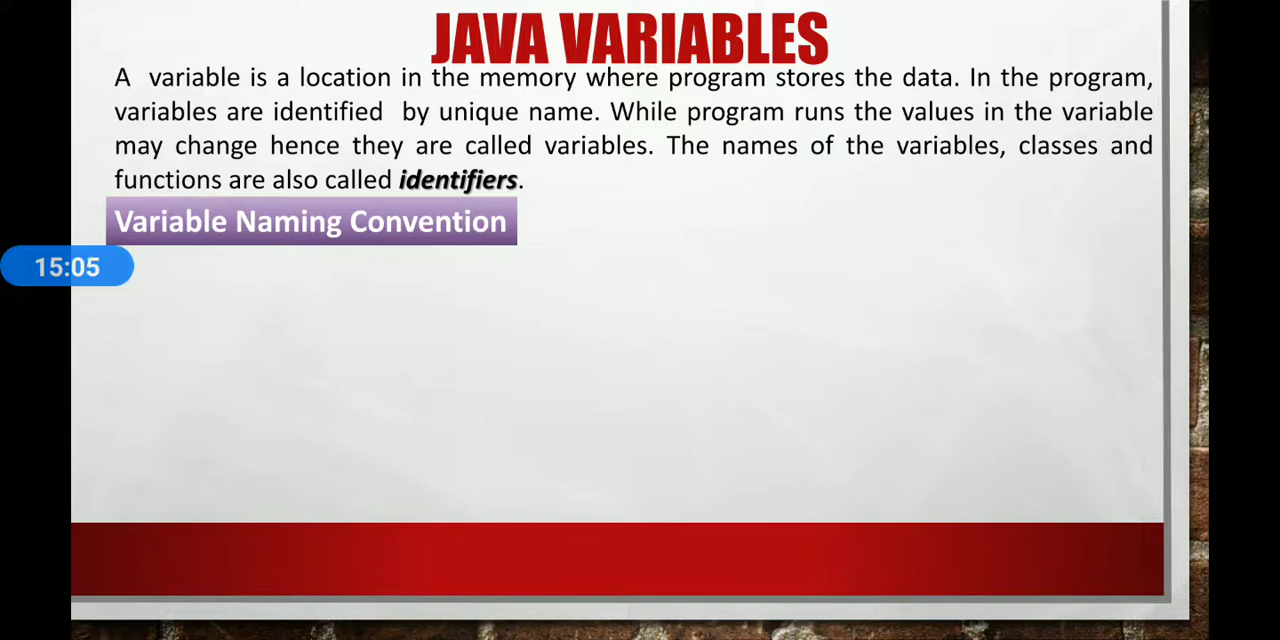 JAVA VARIABLES
A variable is a location in the memory where program stores the data. In the program,
variables are identified by unique name. While program runs the values in the variable
may change hence they are called variables. The names of the variables, classes and
functions are also called identifiers.
Variable Naming Convention
15:05